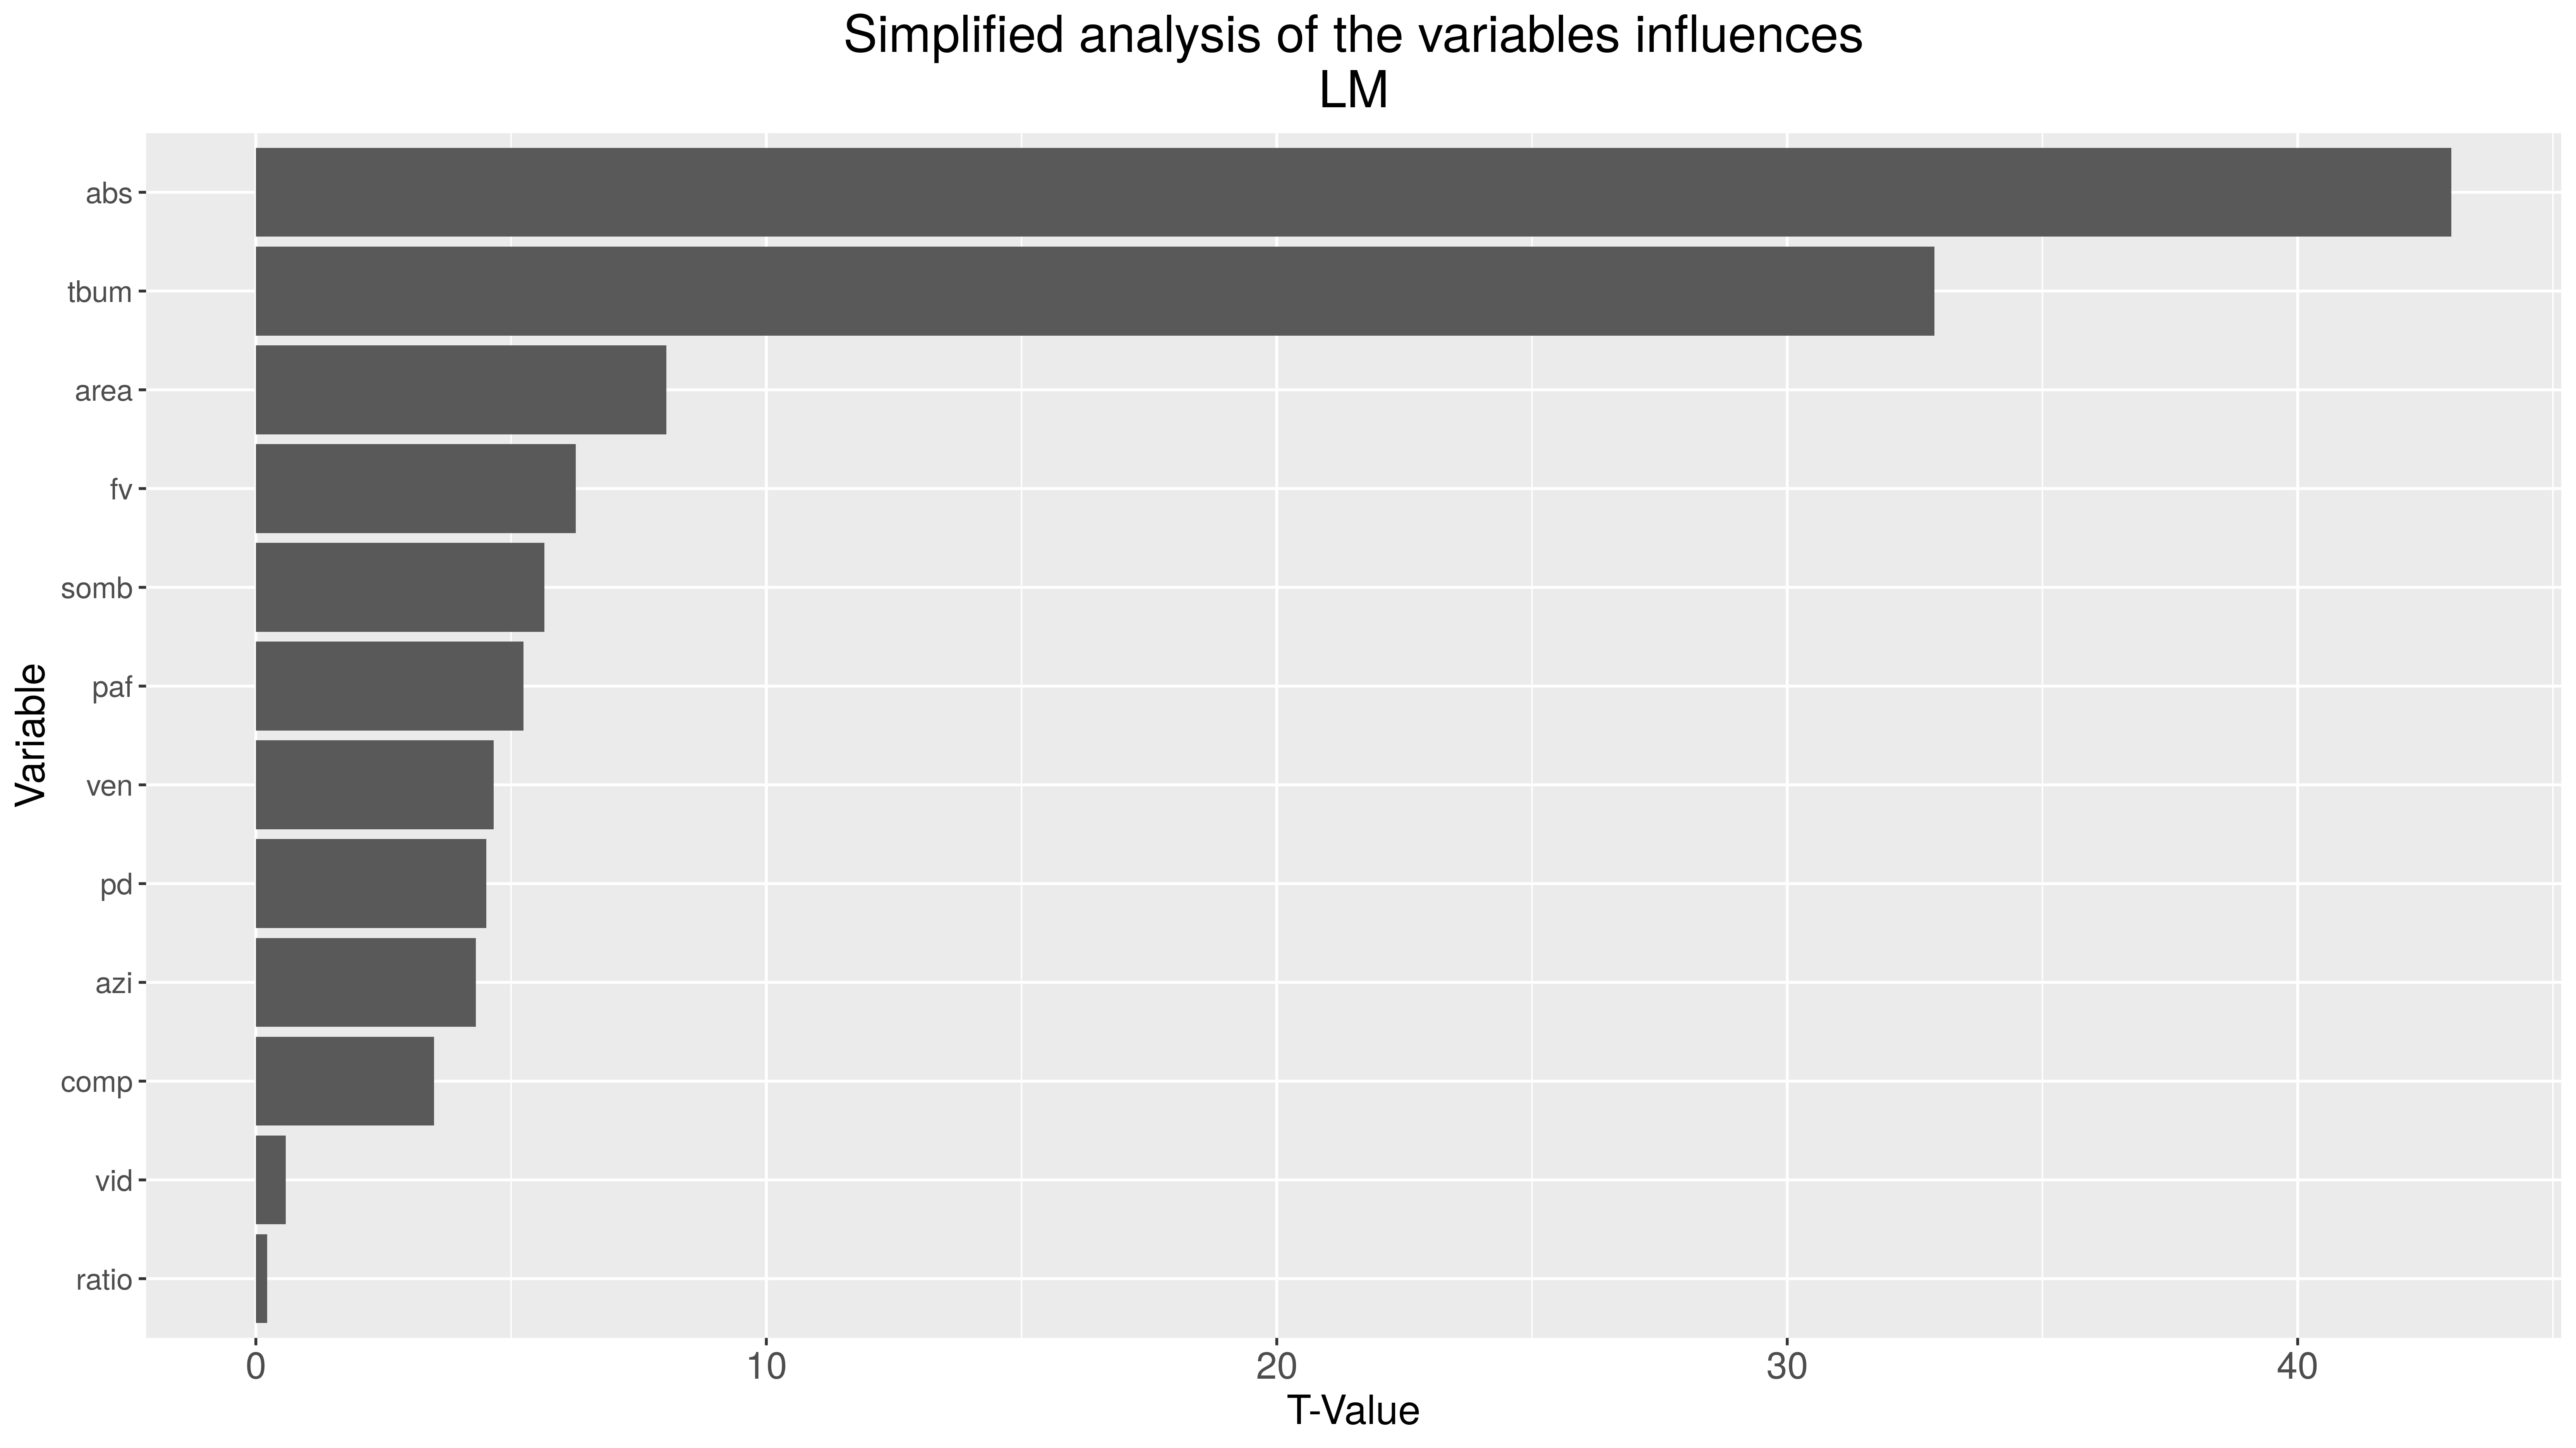 Simplified analysis of the variables influences
LM
Variable
abs
tbum
area
fv
somb
paf
ven
pd
azi
comp
vid
ratio
0 10 20 30 40
T-Value